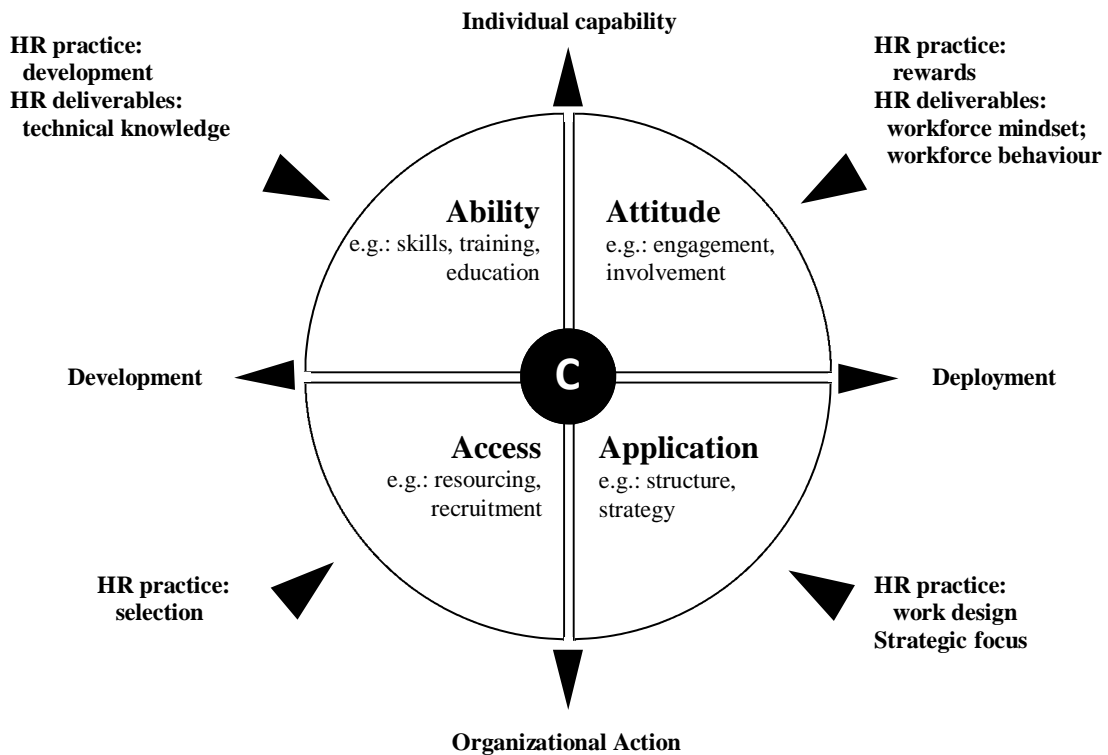 Individual capability
HR practice:
development
HR deliverables:
technical knowledge
HR practice:
rewards
HR deliverables:
workforce mindset;
workforce behaviour
Ability
e.g.: skills, training,
education
Attitude
e.g.: engagement,
involvement
Development
C
Deployment
Access
e.g.: resourcing,
recruitment
Application
e.g.: structure,
strategy
HR practice:
selection
HR practice:
work design
Strategic focus
Organizational Action